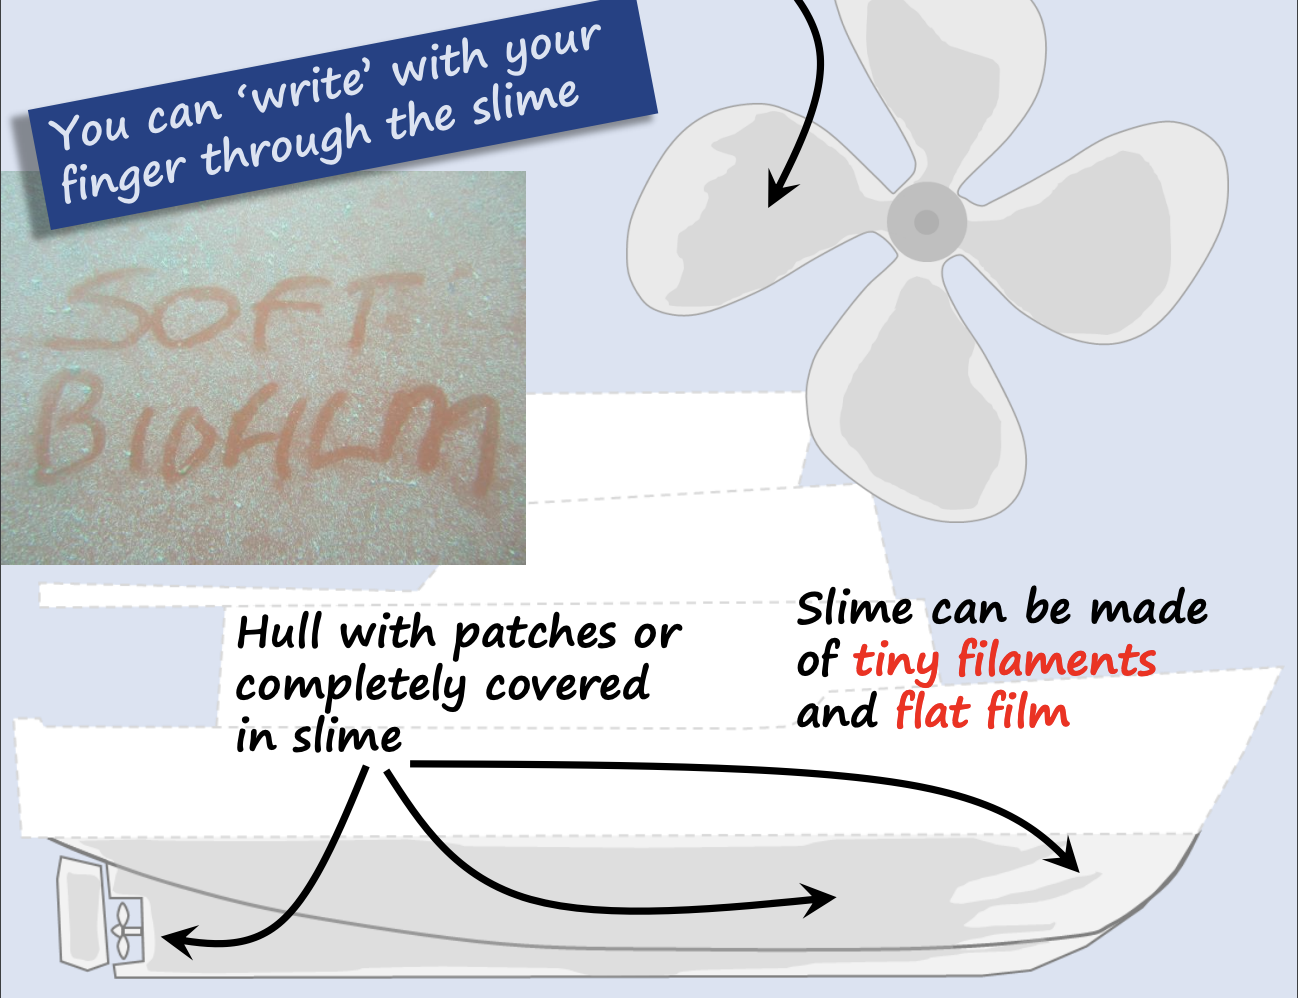 You can ‘write’ with your
finger through the slime
SOFT
BIOFILM
Hull with patches or
completely covered
in slime
Slime can be made
of tiny filaments
and flat film